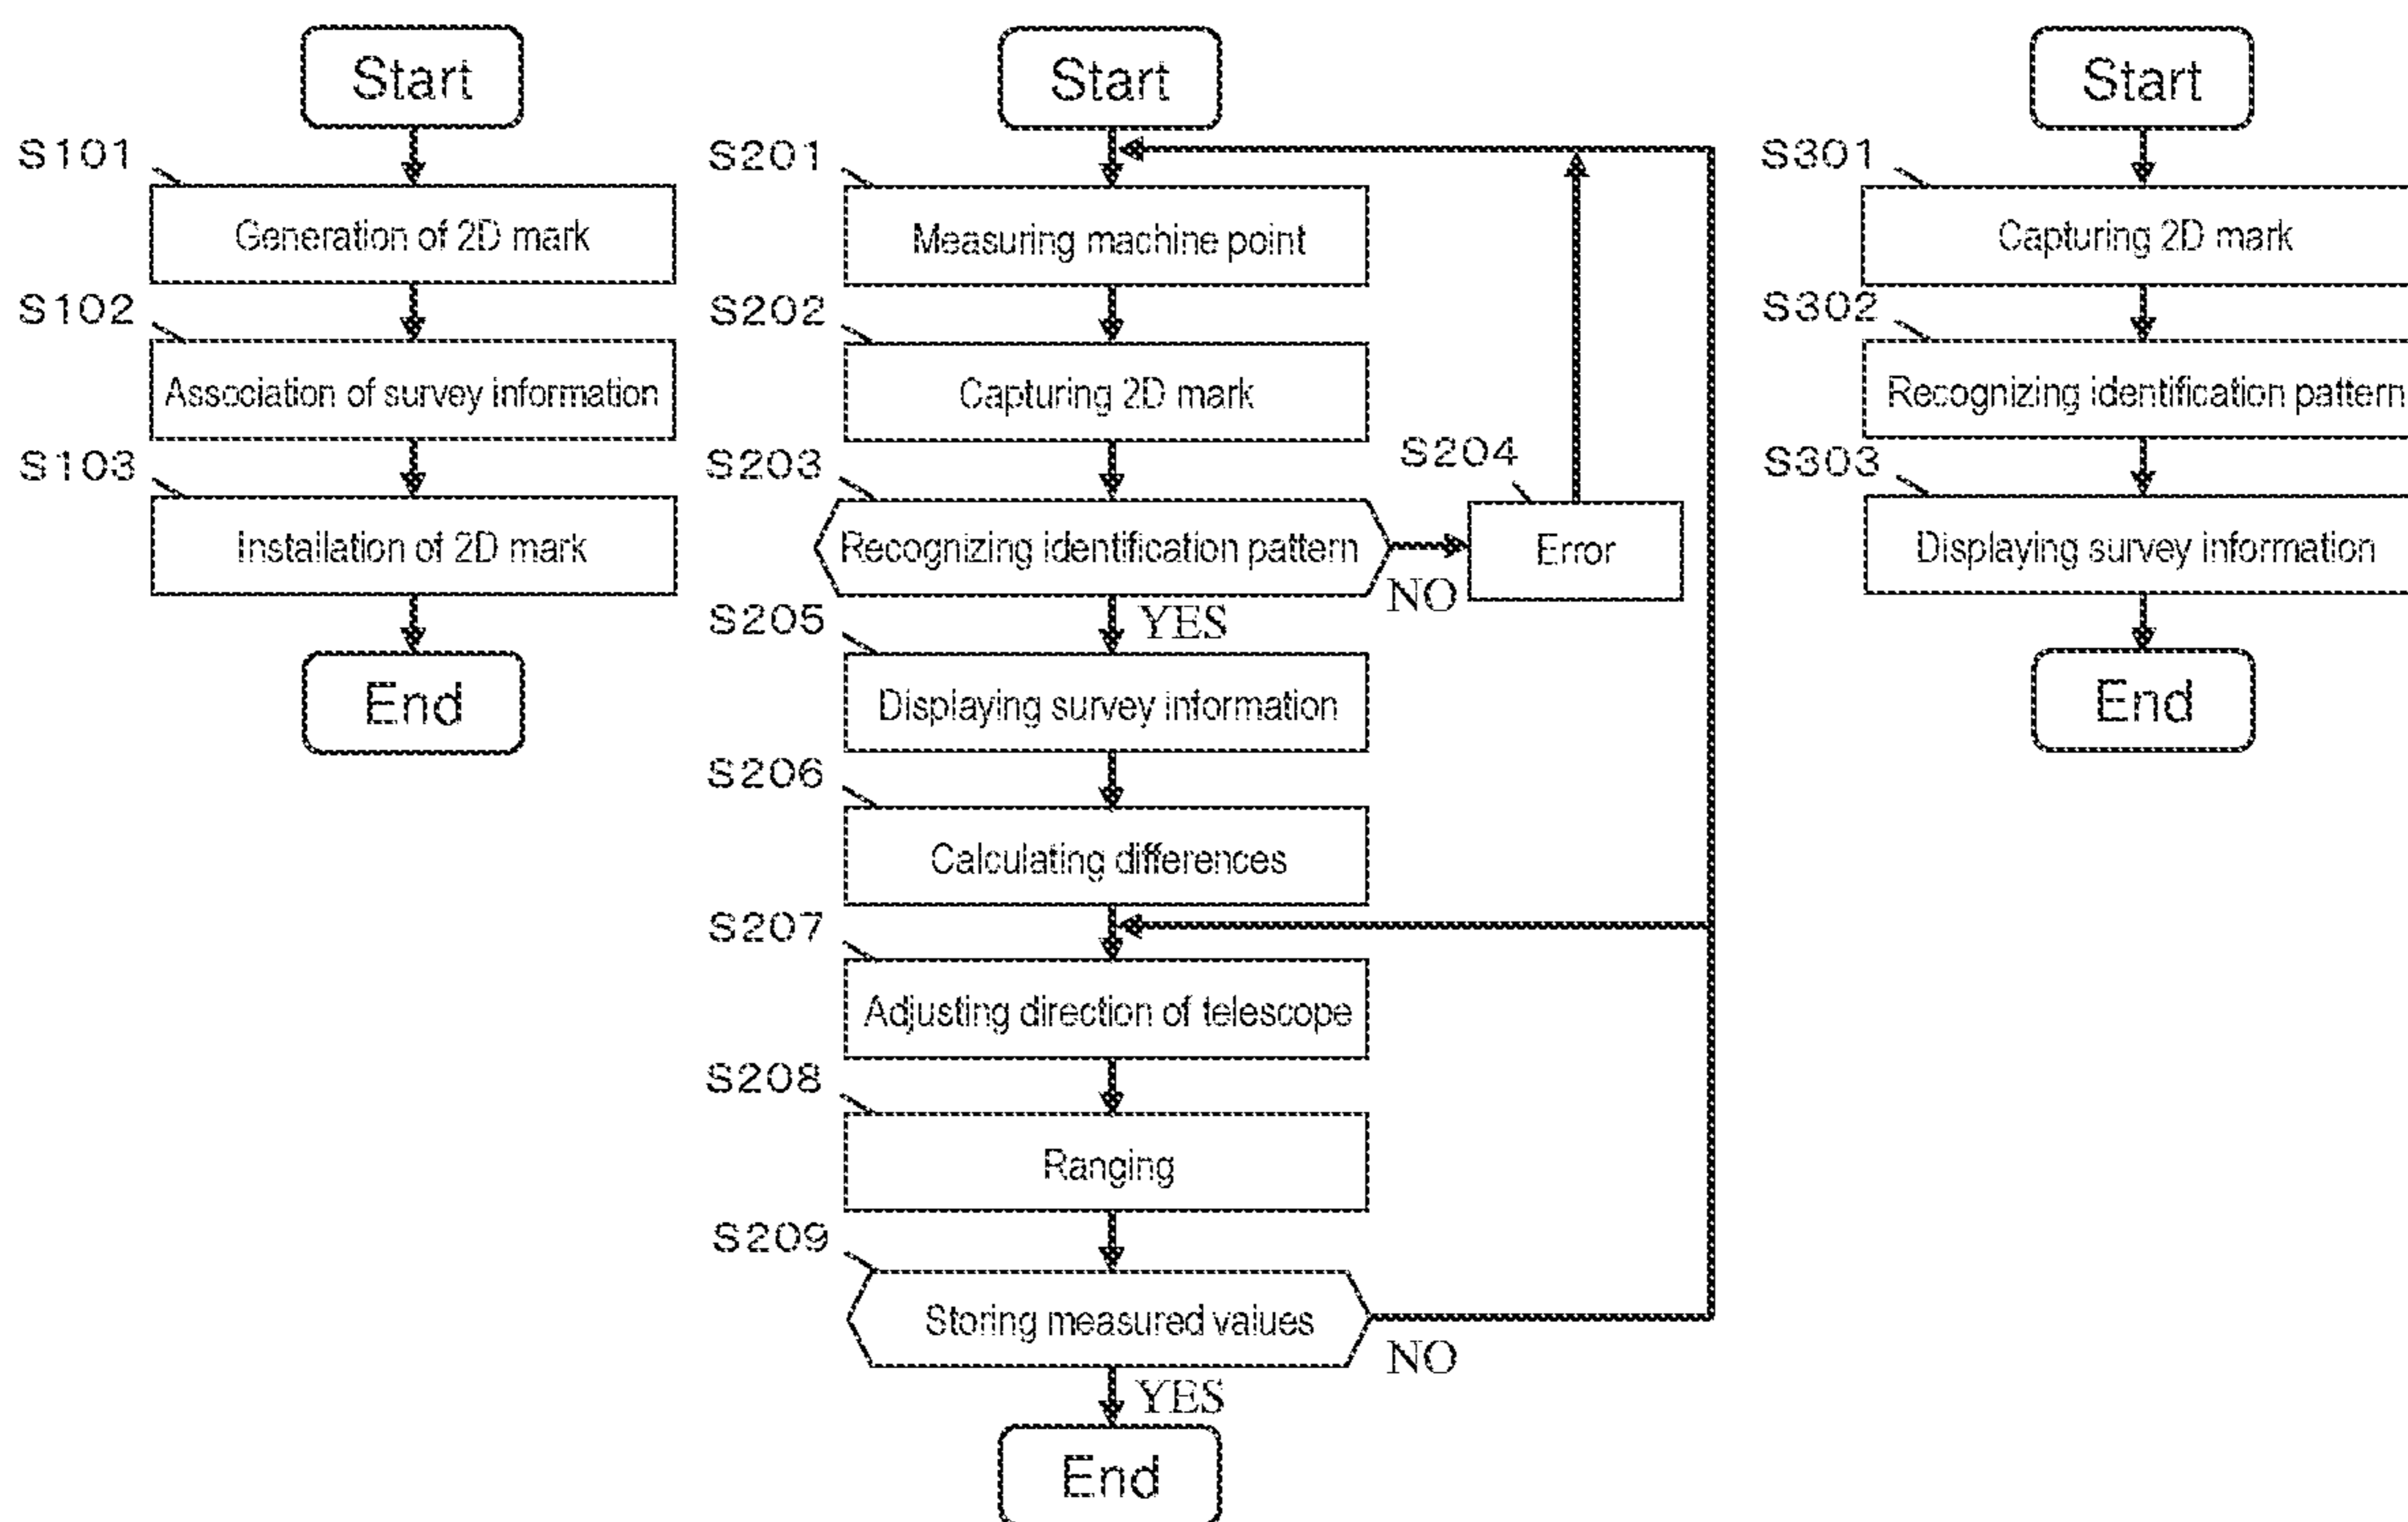 Start
S101
Generation of 2D mark
S102
Association of survey information
S103
Installation of 2D mark
End
Start
S201
Measuring machine point
S202
Capturing 2D mark
S203
Recognizing identification pattern
NO
S204
Error
YES
S205
Displaying survey information
S206
Calculating differences
S207
Adjusting direction of telescope
S208
Ranging
S209
Storing measured values
NO
YES
End
Start
S301
Capturing 2D mark
S302
Recognizing identification pattern
S303
Displaying survey information
End